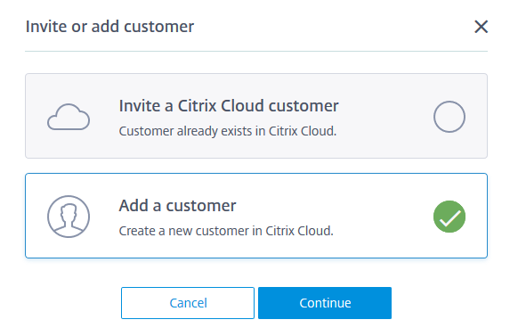 Invite or add customer
Invite a Citrix Cloud customer
Customer already exists in Citrix Cloud.
Add a customer
Create a new customer in Citrix Cloud.
Cancel
Continue